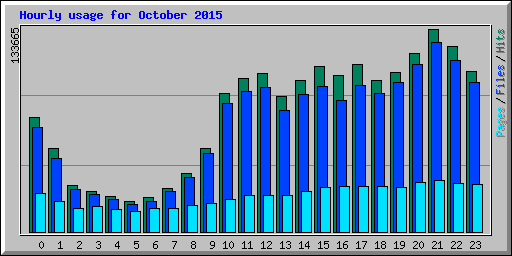 Hourly usage for October 2015
133665
Pages/Files/Hits
0 1 2 3 4 5 6 7 8 9 10 11 12 13 14 15 16 17 18 19 20 21 22 23